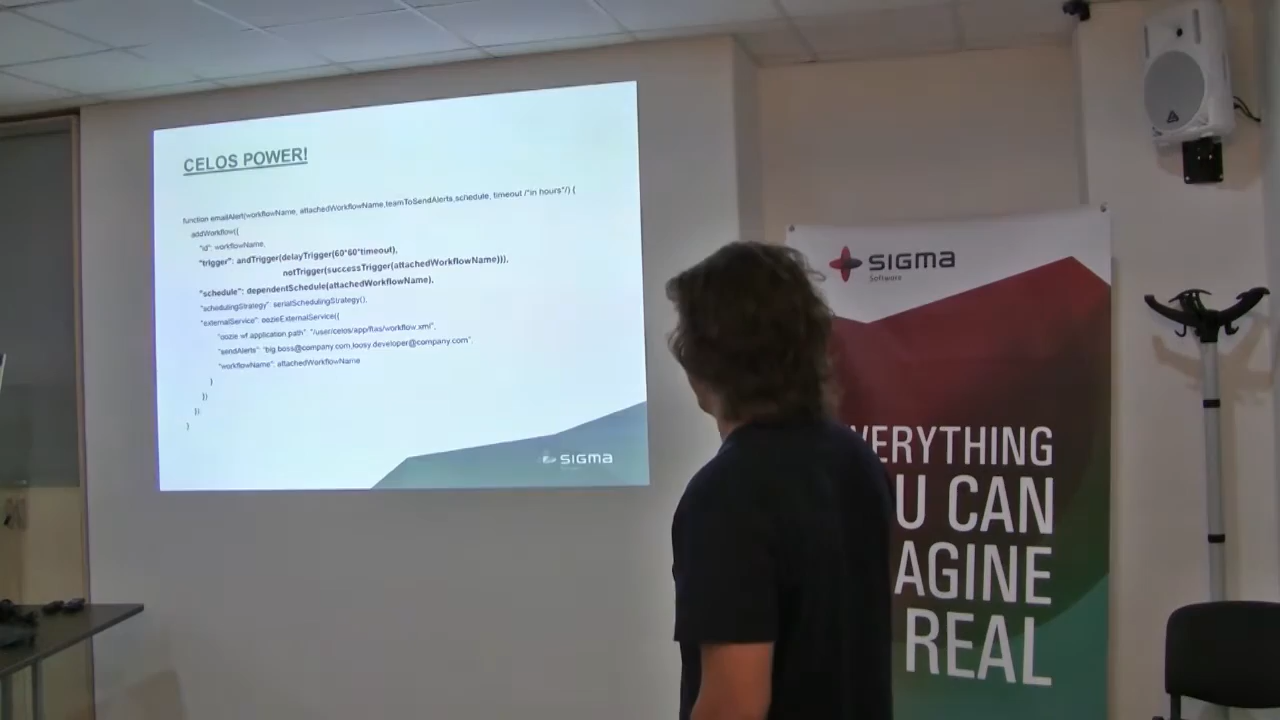 CELOS POWER!
function emailAlert(workflowName, attachedWorkflowName,teamToSendAlerts,schedule, timeout /*in hours*/) {
addWorkflow({
"id": workflowName,
"trigger": andTrigger(delayTrigger(60*60*timeout),
notTrigger(successTrigger(attachedWorkflowName))),
"schedule": dependentSchedule(attachedWorkflowName),
"schedulingStrategy": serialSchedulingStrategy(),
"externalService": oozieExternalService({
"oozie.wf.application.path": "/user/celos/app/ftas/workflow.xml",
"sendAlerts": "big.boss@company.com,loosy.developer@company.com",
"workflowName": attachedWorkflowName
}
})
})
}
SIGMA
SIGMA
Software
VERYTHING
U CAN
AGINE
REAL